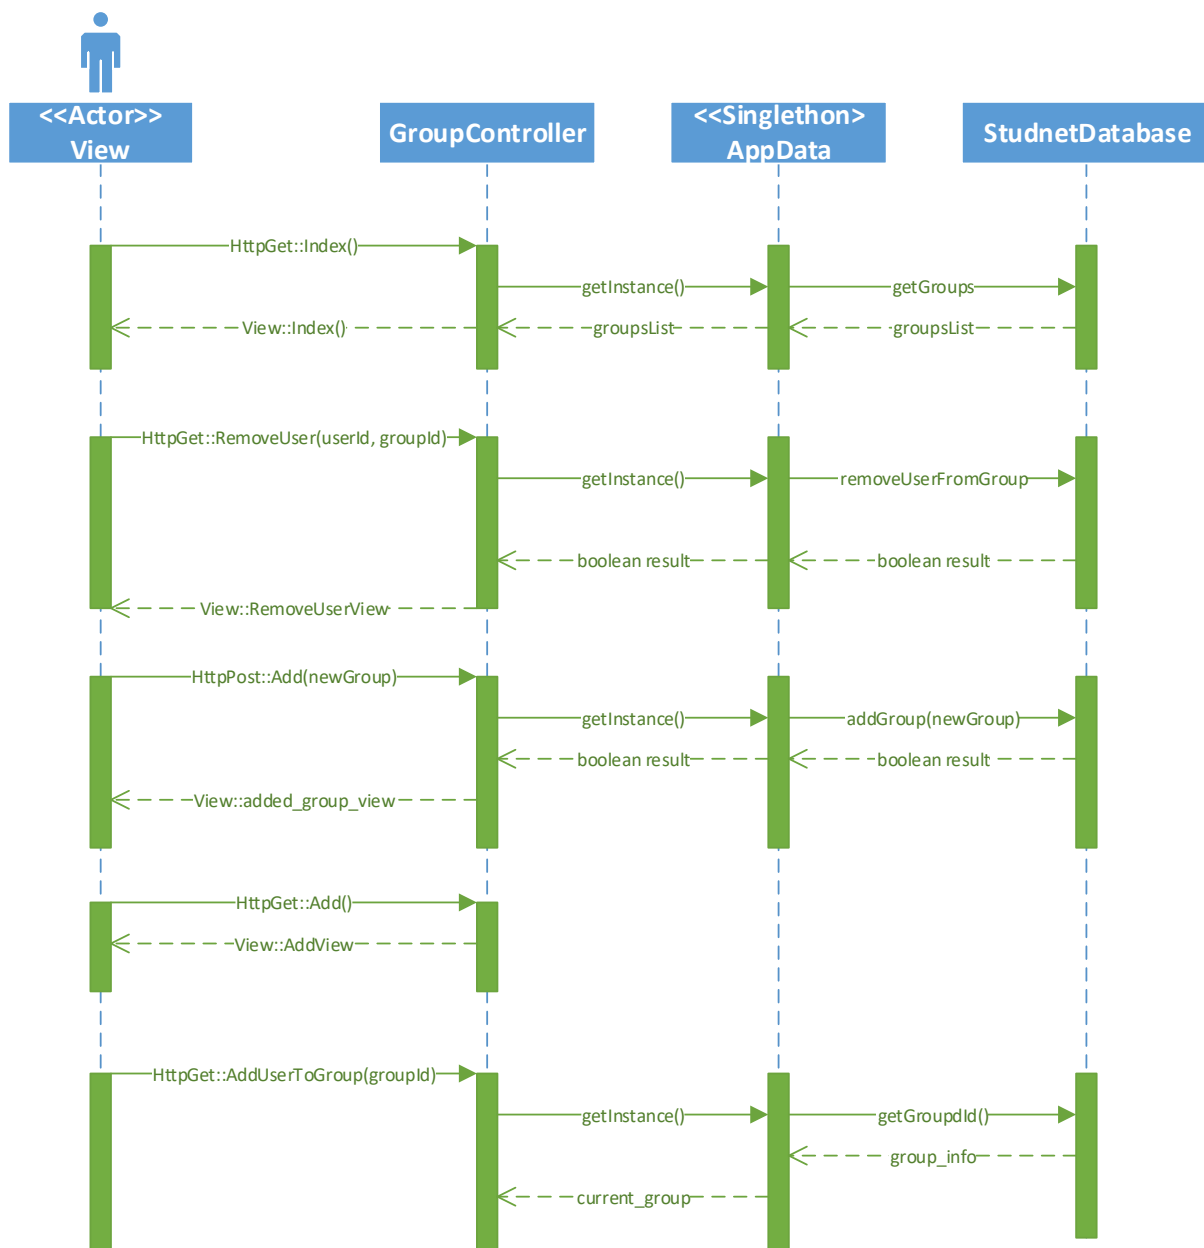 <<Actor>>
View
GroupController
<<Singlethon>
AppData
StudnetDatabase
HttpGet::Index()
getInstance()
getGroups
View::Index()
groupsList
groupsList
HttpGet::RemoveUser(userId, groupId)
getInstance()
removeUserFromGroup
boolean result
boolean result
View::RemoveUserView
HttpPost::Add(newGroup)
getInstance()
addGroup(newGroup)
boolean result
boolean result
View::added_group_view
HttpGet::Add()
View::AddView
HttpGet::AddUserToGroup(groupId)
getInstance()
getGroupdId()
group_info
current_group